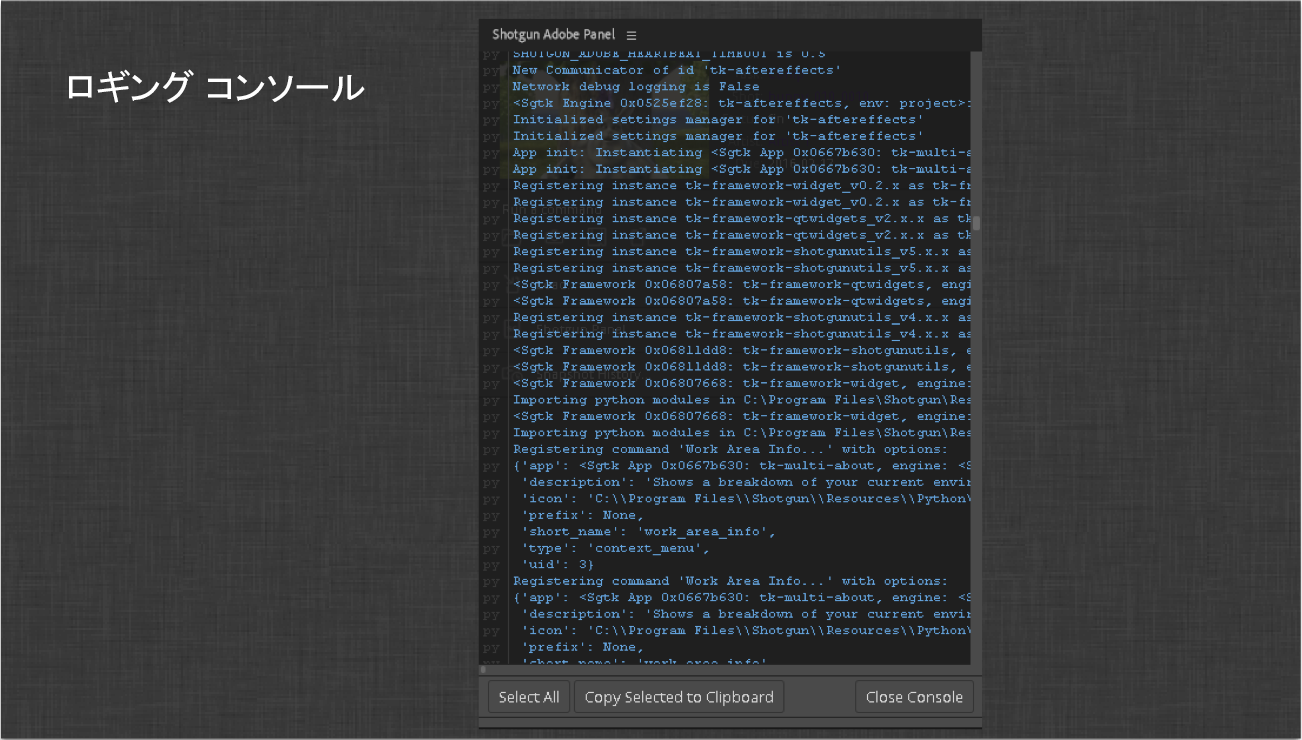 ロギング コンソール
Shotgun Adobe Panel
py SHOTGUN_ADOBE_HEARTBEAT_TIMEOUT is 0.5
py New Communicator of id 'tk-aftereffects'
py Network debug logging is False
py <Sgtk Engine 0x0525ef28: tk-aftereffects, env: project>:
py Initialized settings manager for 'tk-aftereffects'
py Initialized settings manager for 'tk-aftereffects'
py App init: Instantiating <Sgtk App 0x0667b630: tk-multi-a
py App init: Instantiating <Sgtk App 0x0667b630: tk-multi-a
py Registering instance tk-framework-widget_v0.2.x as tk-fr
py Registering instance tk-framework-widget_v0.2.x as tk-fr
py Registering instance tk-framework-qtwidgets_v2.x.x as tk
py Registering instance tk-framework-qtwidgets_v2.x.x as tk
py Registering instance tk-framework-shotgunutils_v5.x.x as
py Registering instance tk-framework-shotgunutils_v5.x.x as
py <Sgtk Framework 0x06807a58: tk-framework-qtwidgets, engi
py <Sgtk Framework 0x06807a58: tk-framework-qtwidgets, engi
py Registering instance tk-framework-shotgunutils_v4.x.x as
py Registering instance tk-framework-shotgunutils_v4.x.x as
py <Sgtk Framework 0x06811dd8: tk-framework-shotgunutils, e
py <Sgtk Framework 0x06811dd8: tk-framework-shotgunutils, e
py <Sgtk Framework 0x06807668: tk-framework-widget, engine:
py Importing python modules in C:\Program Files\Shotgun\Res
py <Sgtk Framework 0x06807668: tk-framework-widget, engine:
py Importing python modules in C:\Program Files\Shotgun\Res
py Registering command 'Work Area Info...' with options:
py {'app': <Sgtk App 0x0667b630: tk-multi-about, engine: <S
py 'description': 'Shows a breakdown of your current envir
py 'icon': 'C:\\Program Files\\Shotgun\\Resources\\Python\
py 'prefix': None,
py 'short_name': 'work_area_info',
py 'type': 'context_menu',
py 'uid': 3}
py Registering command 'Work Area Info...' with options:
py {'app': <Sgtk App 0x0667b630: tk-multi-about, engine: <S
py 'description': 'Shows a breakdown of your current envir
py 'icon': 'C:\\Program Files\\Shotgun\\Resources\\Python\
py 'prefix': None,
py 'short_name': 'work_area_info'
Select All Copy Selected to Clipboard Close Console